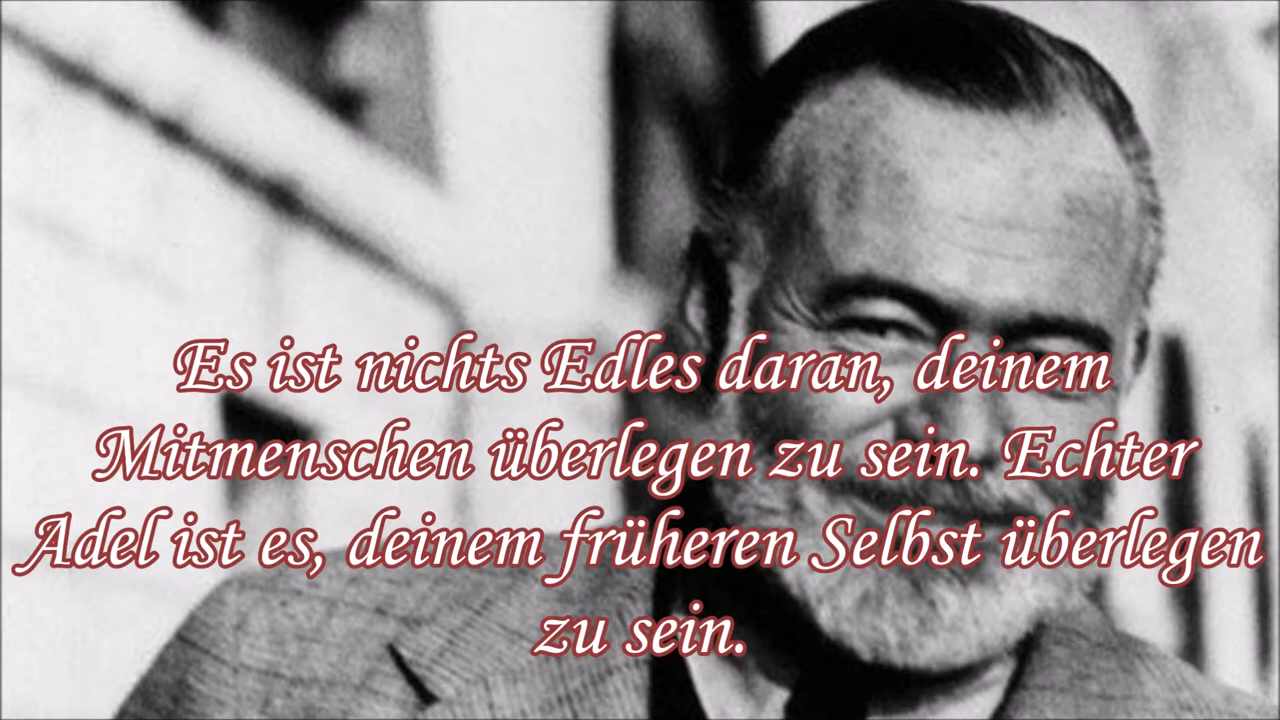 Es ist nichts Edles daran, deinem
Mitmenschen überlegen zu sein. Echter
Adel ist es, deinem früheren Selbst überlegen
zu sein.